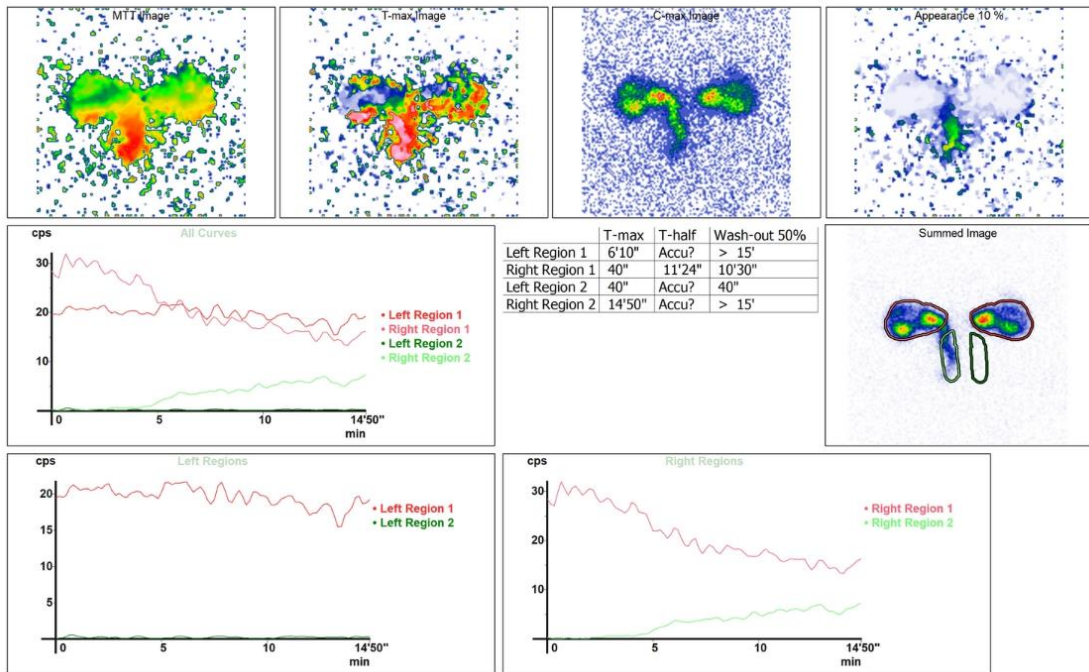 MTT Image
T-max Image
C-max Image
Appearance 10 %
cps
All Curves
30
20
10
Left Region 1
Right Region 1
Left Region 2
Right Region 2
0 5 10 14'50"
min
T-max T-half Wash-out 50%
Left Region 1 6'10" Accu? > 15'
Right Region 1 40" 11'24" 10'30"
Left Region 2 40" Accu? 40"
Right Region 2 14'50" Accu? > 15'
Summed Image
cps
Left Regions
20
15
10
5
Left Region 1
Left Region 2
0 5 10 14'50"
min
cps
Right Regions
30
20
10
Right Region 1
Right Region 2
0 5 10 14'50"
min